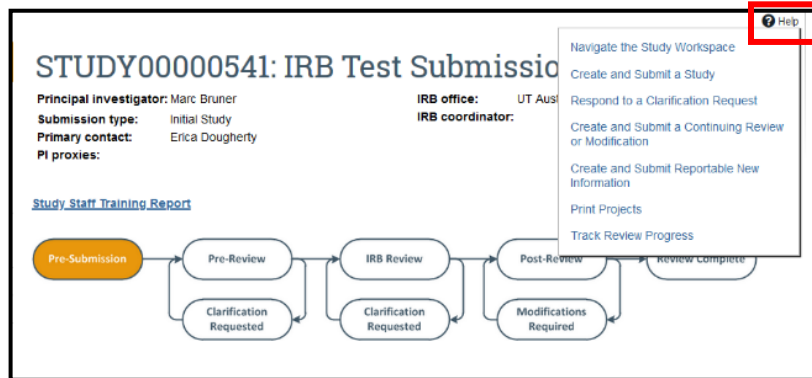 Help
STUDY00000541: IRB Test Submissio
Principal investigator: Marc Bruner
Submission type: Initial Study
Primary contact: Erica Dougherty
PI proxies:
IRB office: UT Aust
IRB coordinator:
Navigate the Study Workspace
Create and Submit a Study
Respond to a Clarification Request
Create and Submit a Continuing Review
or Modification
Create and Submit Reportable New
Information
Print Projects
Track Review Progress
Study Staff Training Report
Pre-Submission
Pre-Review
IRB Review
Post-Review
Review Complete
Clarification
Requested
Clarification
Requested
Modifications
Required